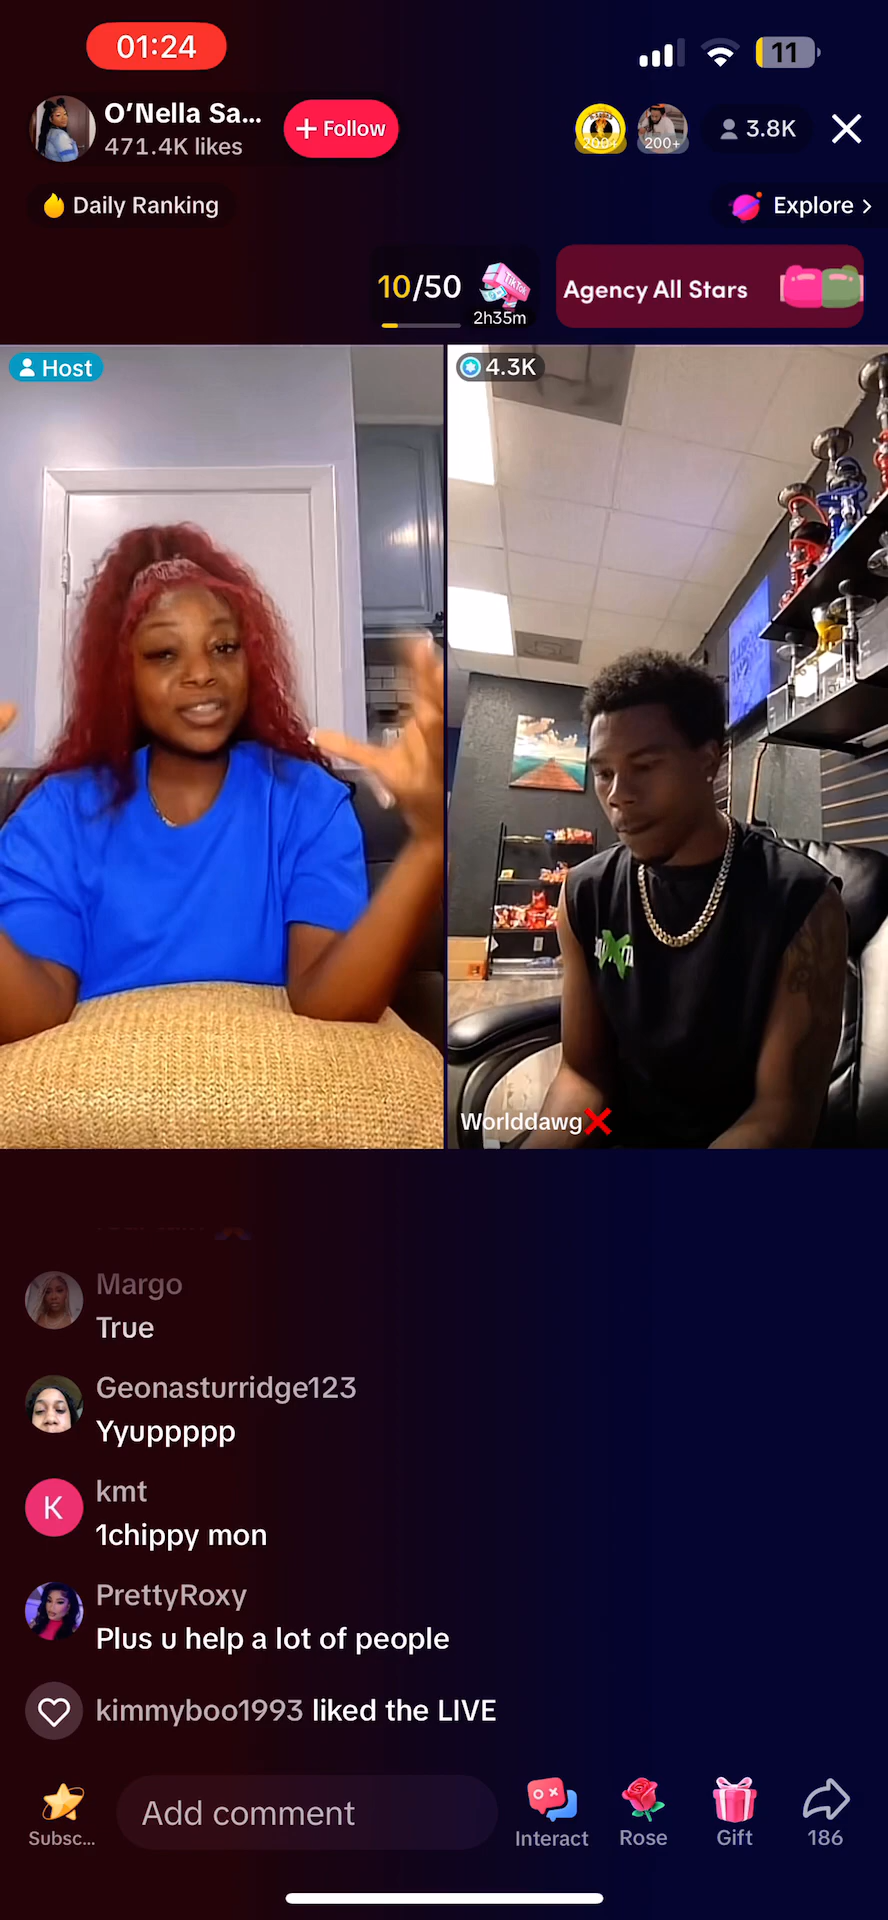 01:24
11
O’Nella Sa...
471.4K likes
+ Follow
200+
200+
3.8K
Daily Ranking
Explore >
10/50
TikTok
2h35m
Agency All Stars
Host
4.3K
Worlddawg❌
Margo
True
Geonasturridge123
Yyuppppp
K
kmt
1chippy mon
PrettyRoxy
Plus u help a lot of people
kimmyboo1993 liked the LIVE
Subsc...
Add comment
Interact
Rose
Gift
186